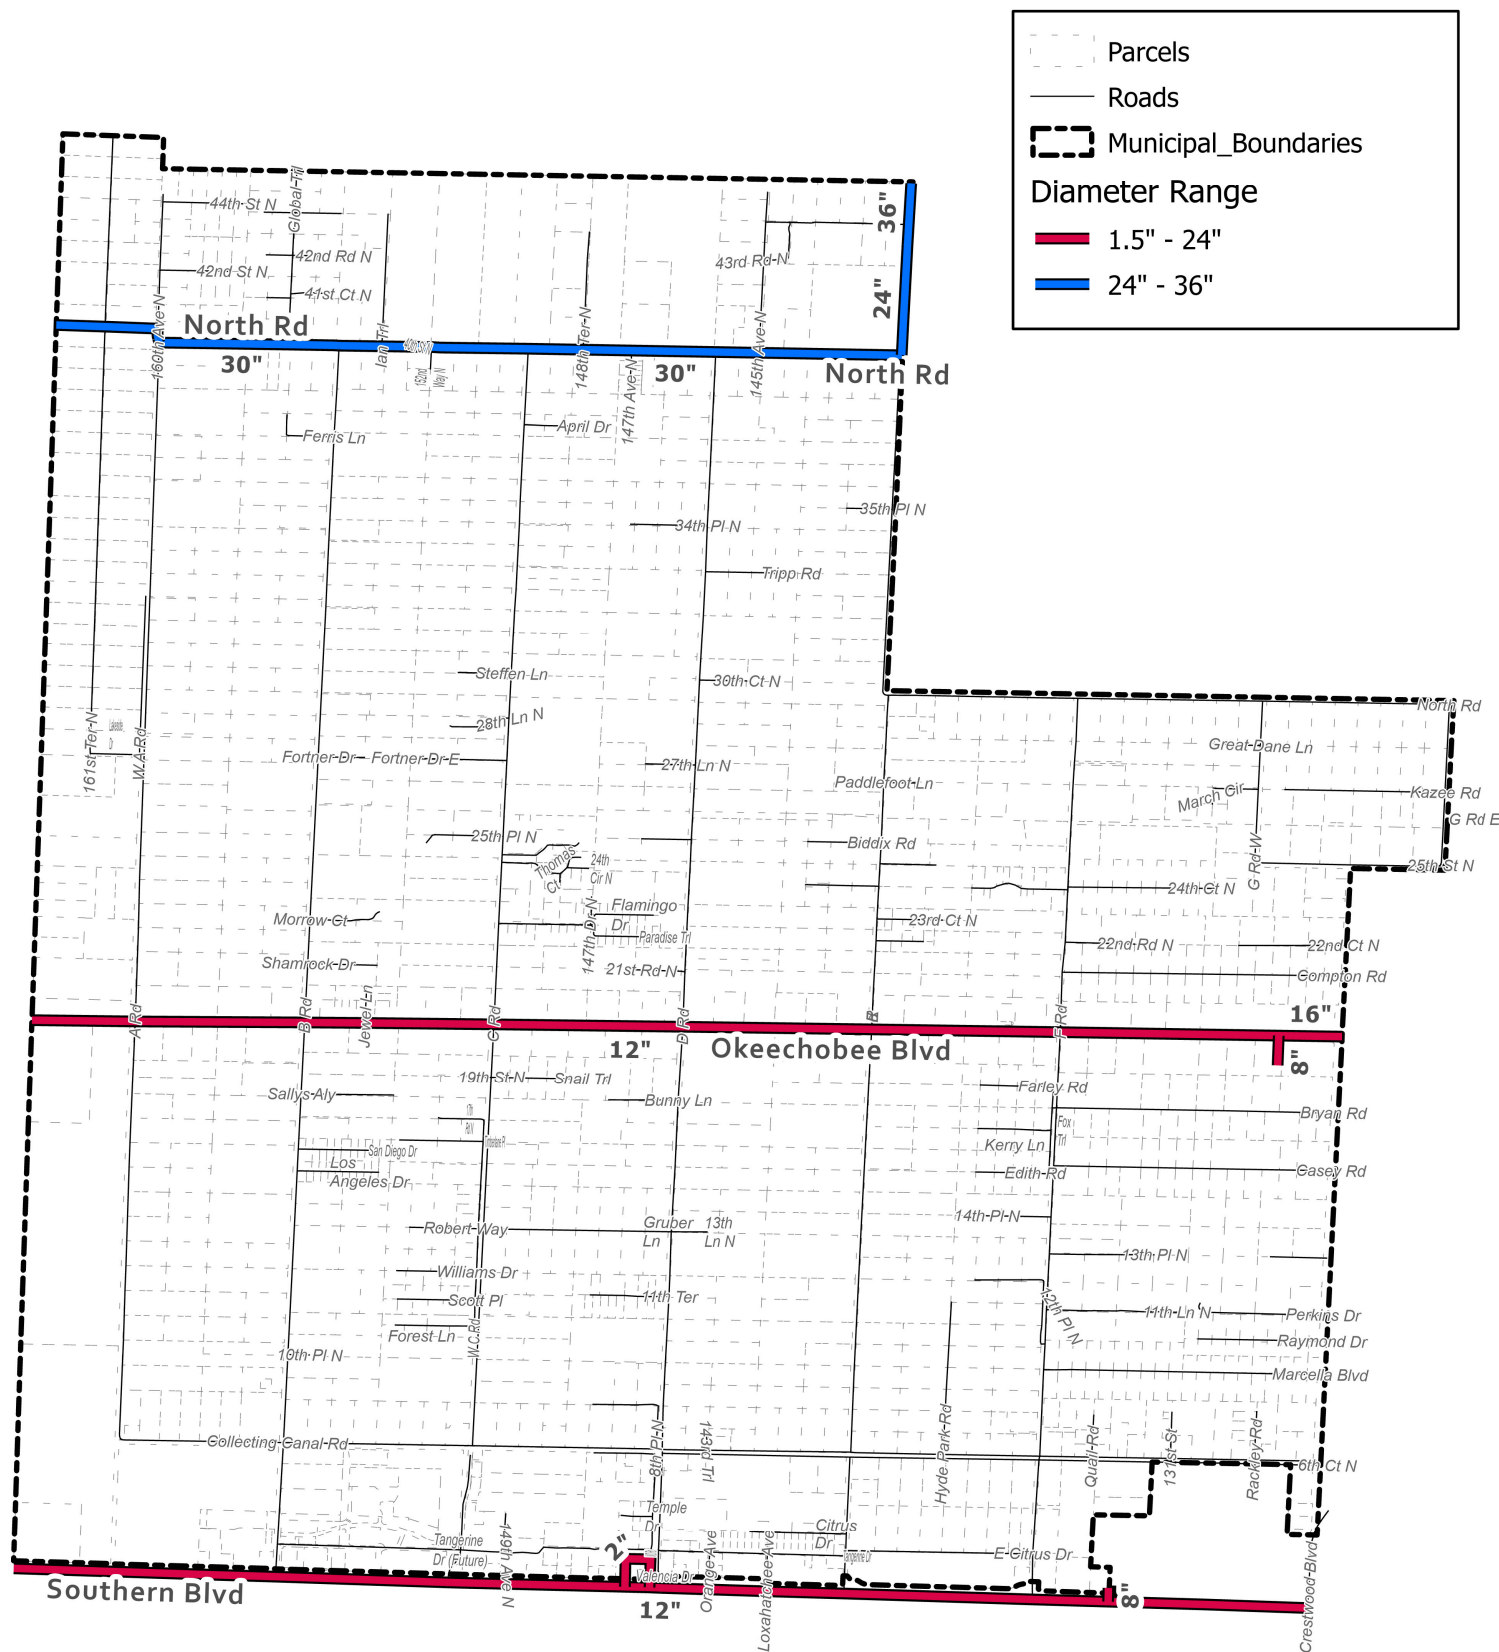 Parcels
Roads
Municipal_Boundaries
Diameter Range
1.5" - 24"
24" - 36"
44th St N
Global Trl
36"
42nd Rd N
42nd St N
43rd Rd N
41st Ct N
24"
North Rd
160th Ave N
Ian Trl
148th Ter N
145th Ave N
30"
152nd
Way N
147th Ave N
30"
North Rd
Ferris Ln
April Dr
35th Pl N
34th Pl N
Tripp Rd
Steffen Ln
30th Ct N
North Rd
28th Ln N
161st Ter N
W A Rd
Great Dane Ln
Fortner Dr
Fortner Dr E
27th Ln N
Paddlefoot Ln
March Cir
Kazee Rd
G Rd E
25th Pl N
Biddix Rd
Thomas
Ct
24th
Cir N
G Rd W
25th St N
24th Ct N
Flamingo
Dr
147th Dr N
Morrow Ct
23rd Ct N
Paradise Trl
22nd Rd N
22nd Ct N
Shamrock Dr
21st Rd N
Compton Rd
A Rd
B Rd
Jewel Ln
C Rd
D Rd
F Rd
16"
12"
Okeechobee Blvd
8"
19th St N
Snail Trl
Farley Rd
Sallys Aly
Bunny Ln
Bryan Rd
Fox
Trl
Kerry Ln
San Diego Dr
Los
Angeles Dr
Edith Rd
Casey Rd
14th Pl N
Robert Way
Gruber
Ln
13th
Ln N
13th Pl N
Williams Dr
Scott Pl
11th Ter
12th Pl N
11th Ln N
Perkins Dr
Forest Ln
W C Rd
Raymond Dr
10th Pl N
Marcella Blvd
Collecting Canal Rd
8th Pl N
143rd Trl
Hyde Park Rd
Quail Rd
131st St
Rackley Rd
6th Ct N
Temple
Dr
Citrus
Dr
Tangerine
Dr (Future)
149th Ave N
2"
Orange Ave
Loxahatchee Ave
Tangerine Dr
E Citrus Dr
Crestwood Blvd
Valencia Dr
Southern Blvd
12"
8"